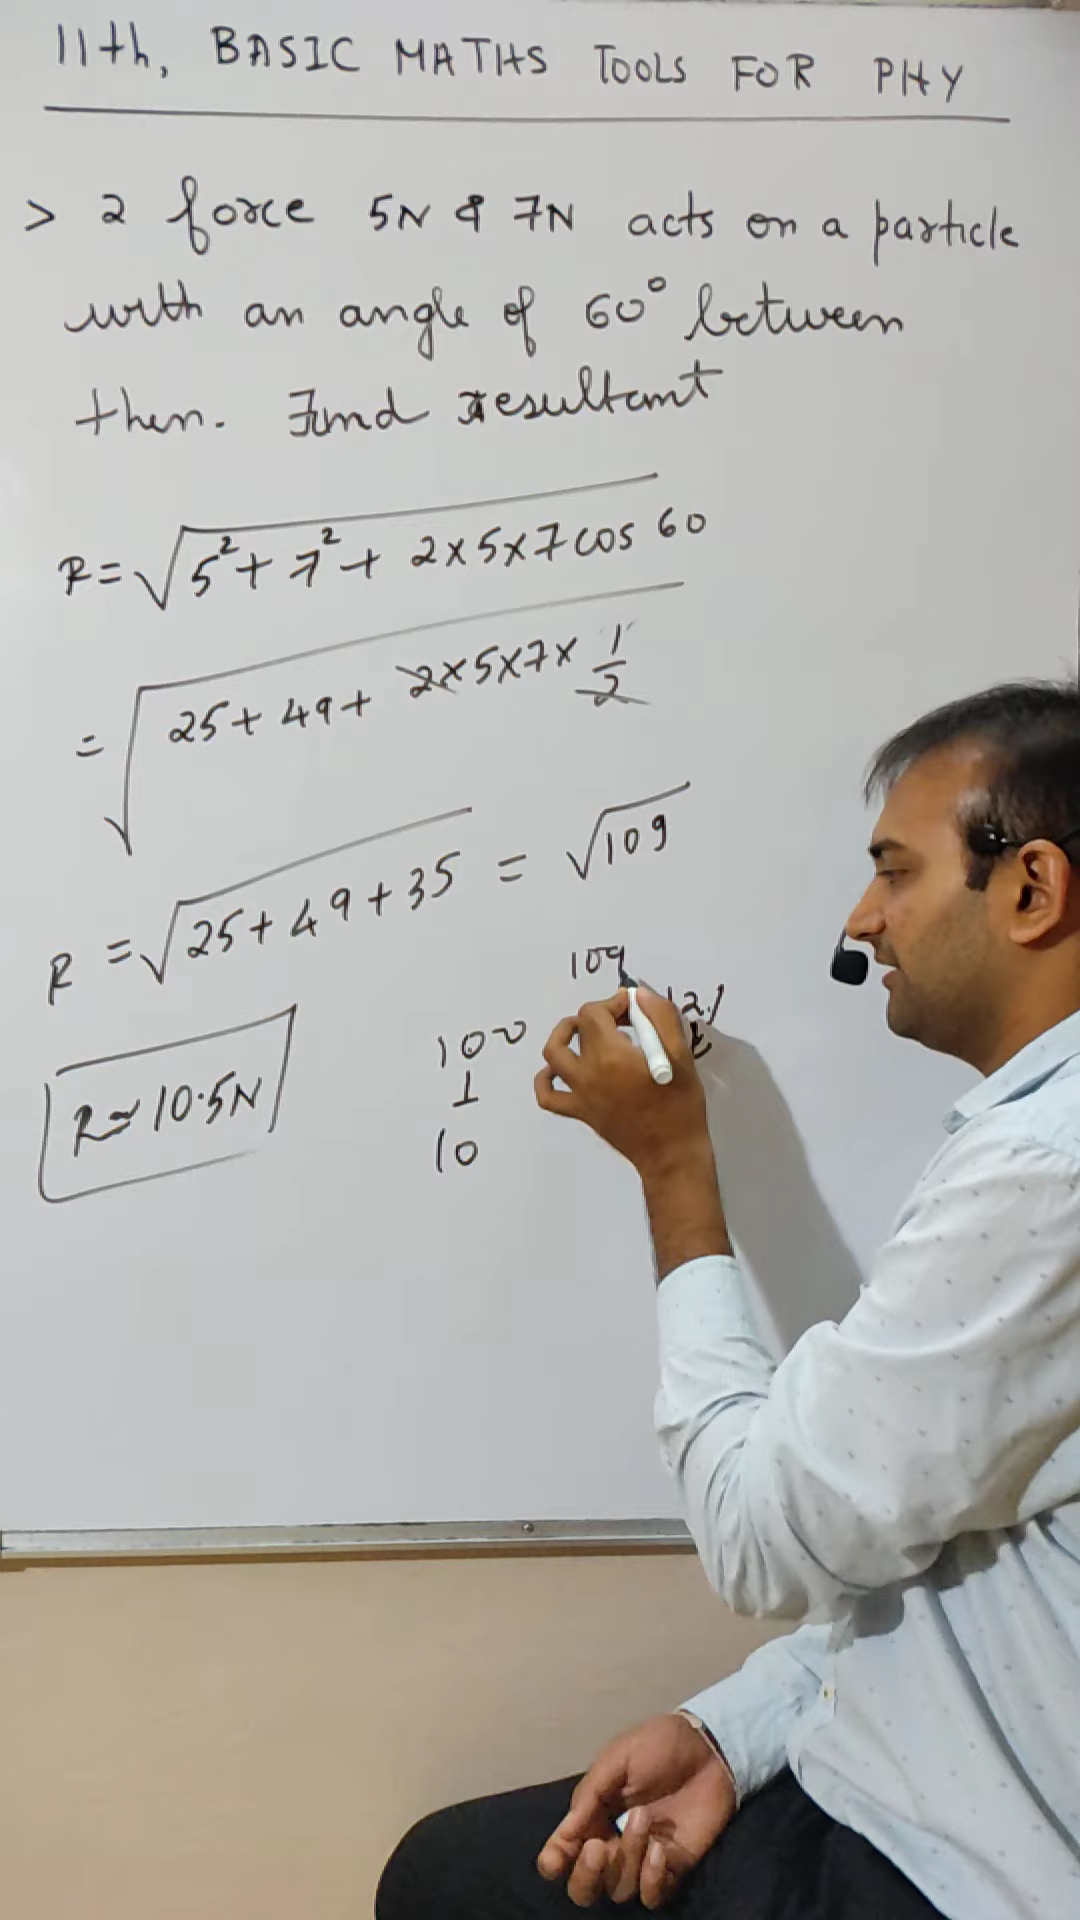 11th, BASIC MATHS TOOLS FOR PHY
> 2 force 5N & 7N acts on a particle
with an angle of 60° between
then. Find resultant
R = √5² + 7² + 2×5×7 cos 60
= √25 + 49 + 2×5×7× 1/2
R = √25 + 49 + 35 = √109
109
100 121
1
10
R ≈ 10.5N